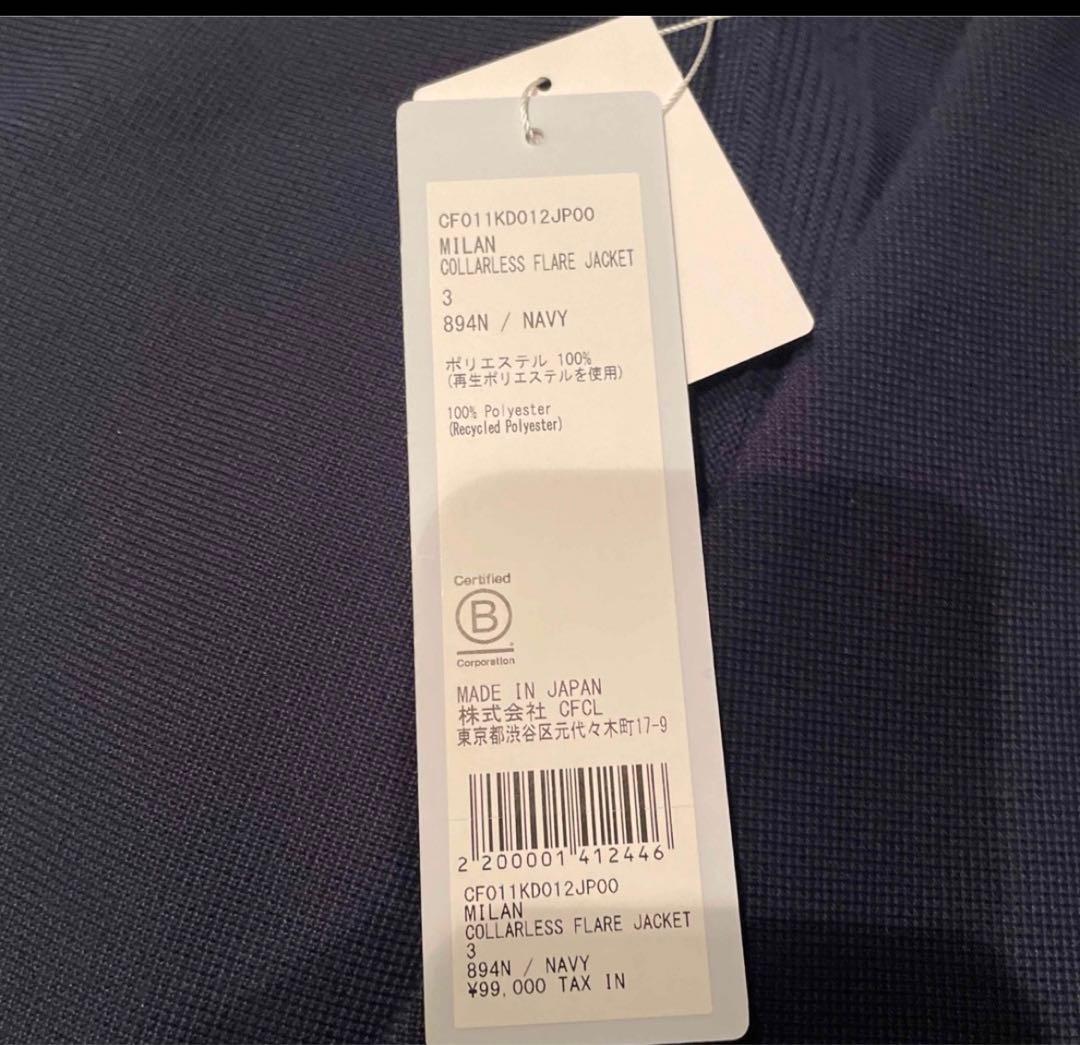 CF011KD012JP00
MILAN
COLLARLESS FLARE JACKET
3
894N / NAVY
ポリエステル 100%
(再生ポリエステルを使用)
100% Polyester
(Recycled Polyester)
Certified
B
Corporation
MADE IN JAPAN
株式会社 CFCL
東京都渋谷区元代々木町17-9
2 200001 412446
CF011KD012JP00
MILAN
COLLARLESS FLARE JACKET
3
894N / NAVY
¥99,000 TAX IN